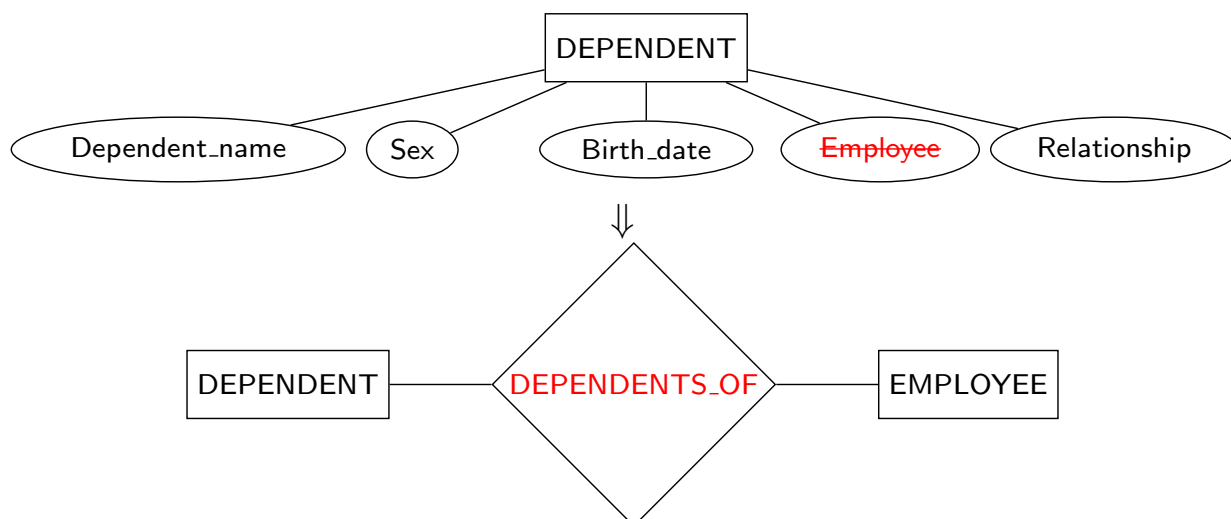 DEPENDENT
Dependent_name Sex Birth_date Employee Relationship
⇓
DEPENDENT DEPENDENTS_OF EMPLOYEE